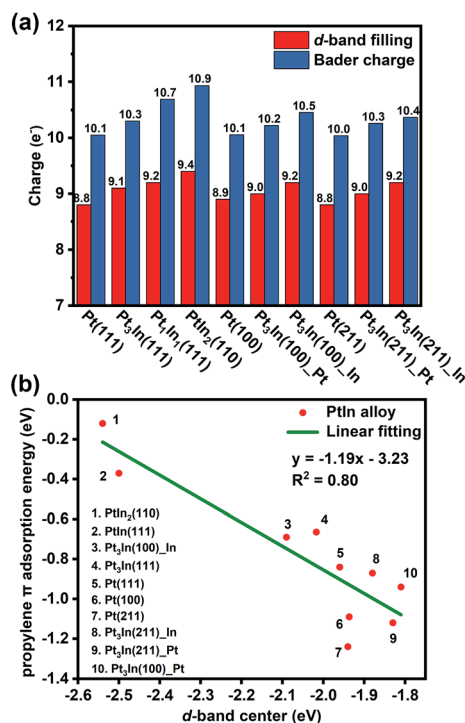 (a)
d-band filling
Bader charge
Charge (e⁻)
12
11
10
9
8
7
8.8
10.1
9.1
10.3
9.2
10.7
9.4
10.9
8.9
10.1
9.0
10.2
9.2
10.5
8.8
10.0
9.0
10.3
9.2
10.4
Pt(111)
Pt₃In(111)
Pt₁In₁(111)
PtIn₂(110)
Pt(100)
Pt₃In(100)_Pt
Pt₃In(100)_In
Pt(211)
Pt₃In(211)_Pt
Pt₃In(211)_In
(b)
propylene π adsorption energy (eV)
0.0
-0.2
-0.4
-0.6
-0.8
-1.0
-1.2
-1.4
PtIn alloy
Linear fitting
y = -1.19x - 3.23
R² = 0.80
1
2
3
4
5
6
7
8
9
10
1. PtIn₂(110)
2. PtIn(111)
3. Pt₃In(100)_In
4. Pt₃In(111)
5. Pt(111)
6. Pt(100)
7. Pt(211)
8. Pt₃In(211)_In
9. Pt₃In(211)_Pt
10. Pt₃In(100)_Pt
-2.6
-2.5
-2.4
-2.3
-2.2
-2.1
-2.0
-1.9
-1.8
d-band center (eV)